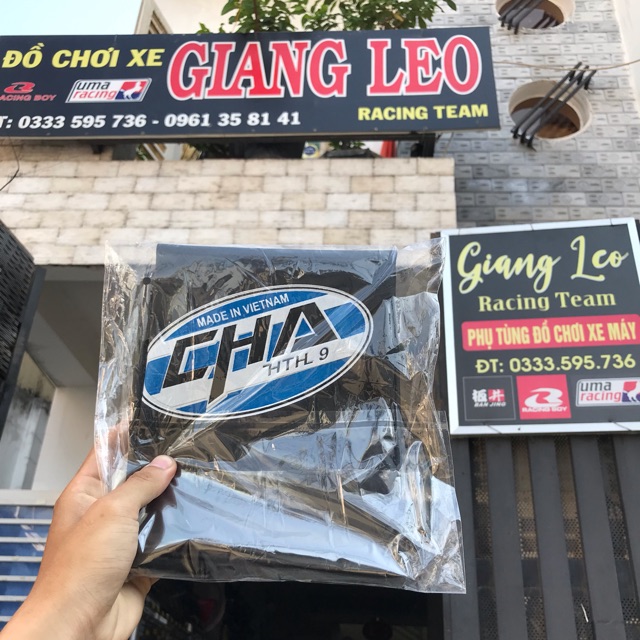 ĐỒ CHƠI XE GIANG LEO
RACING BOY uma racing RACING TEAM
ĐT: 0333 595 736 - 0961 35 81 41
MADE IN VIETNAM
CHA
HTH. 9
Giang Leo
Racing Team
PHỤ TÙNG ĐỒ CHƠI XE MÁY
ĐT: 0333.595.736
RACING BOY uma racing